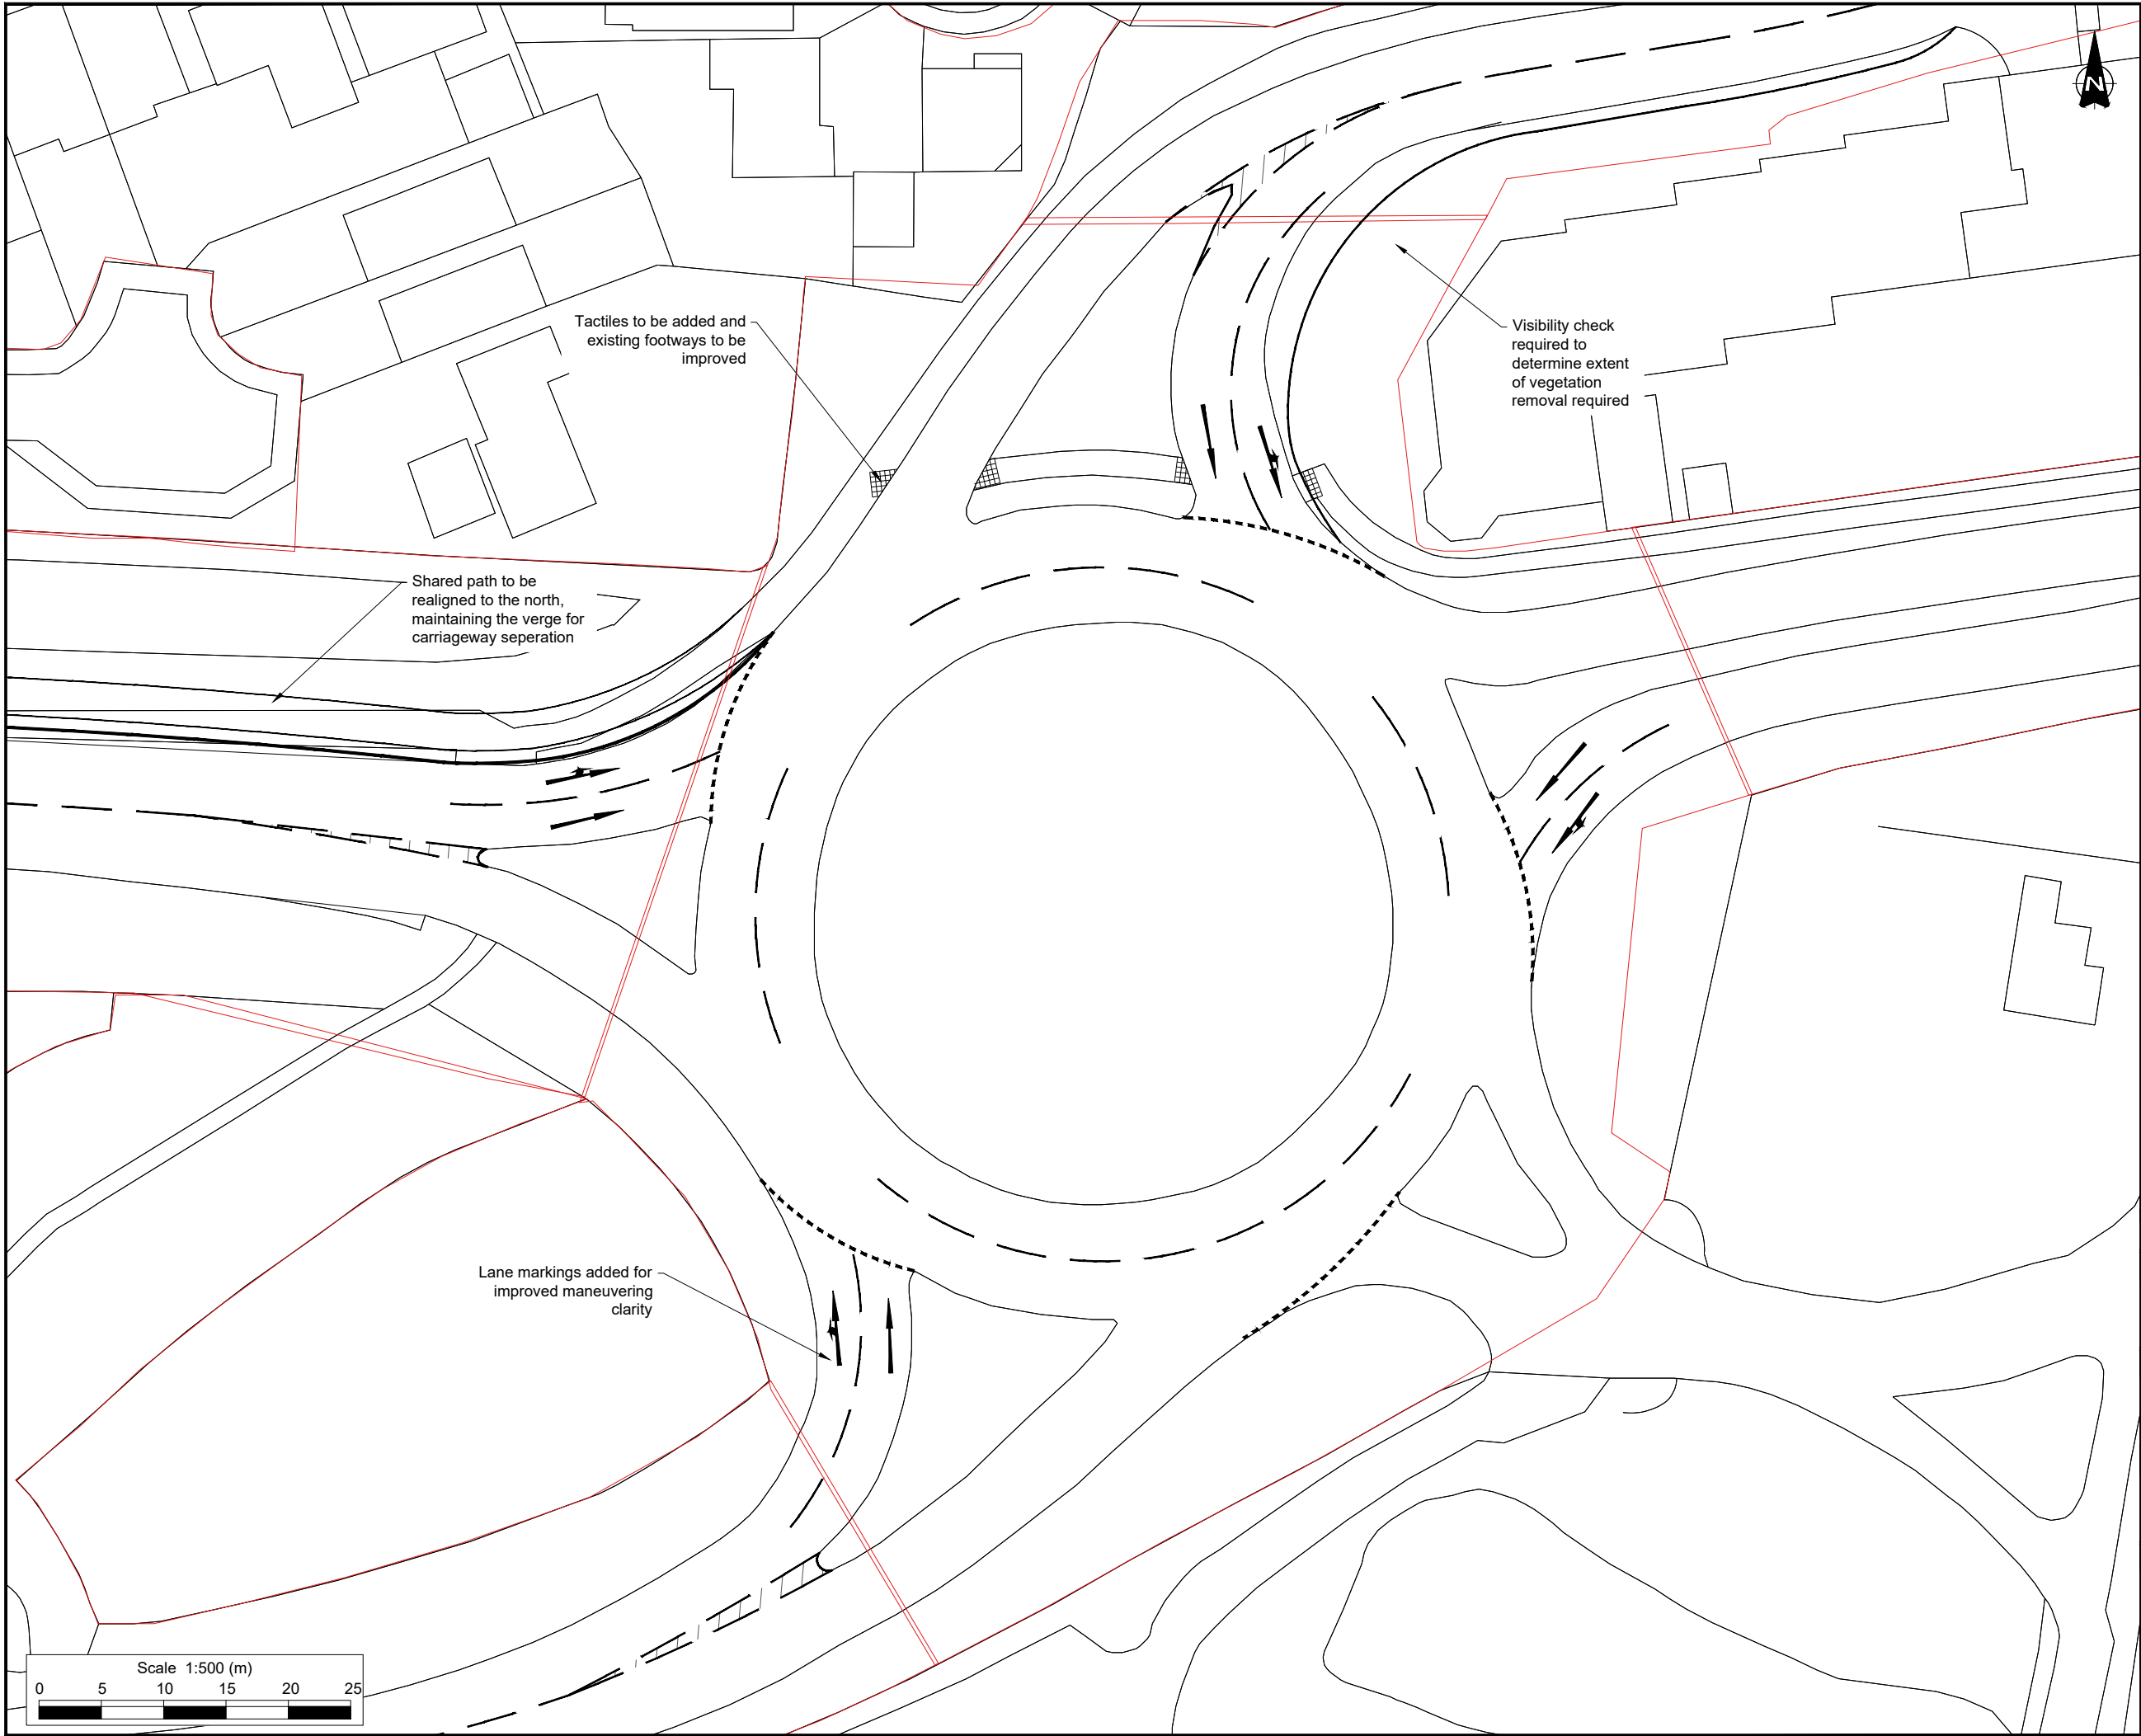 N
Tactiles to be added and
existing footways to be
improved
Visibility check
required to
determine extent
of vegetation
removal required
Shared path to be
realigned to the north,
maintaining the verge for
carriageway seperation
Lane markings added for
improved maneuvering
clarity
Scale 1:500 (m)
0 5 10 15 20 25